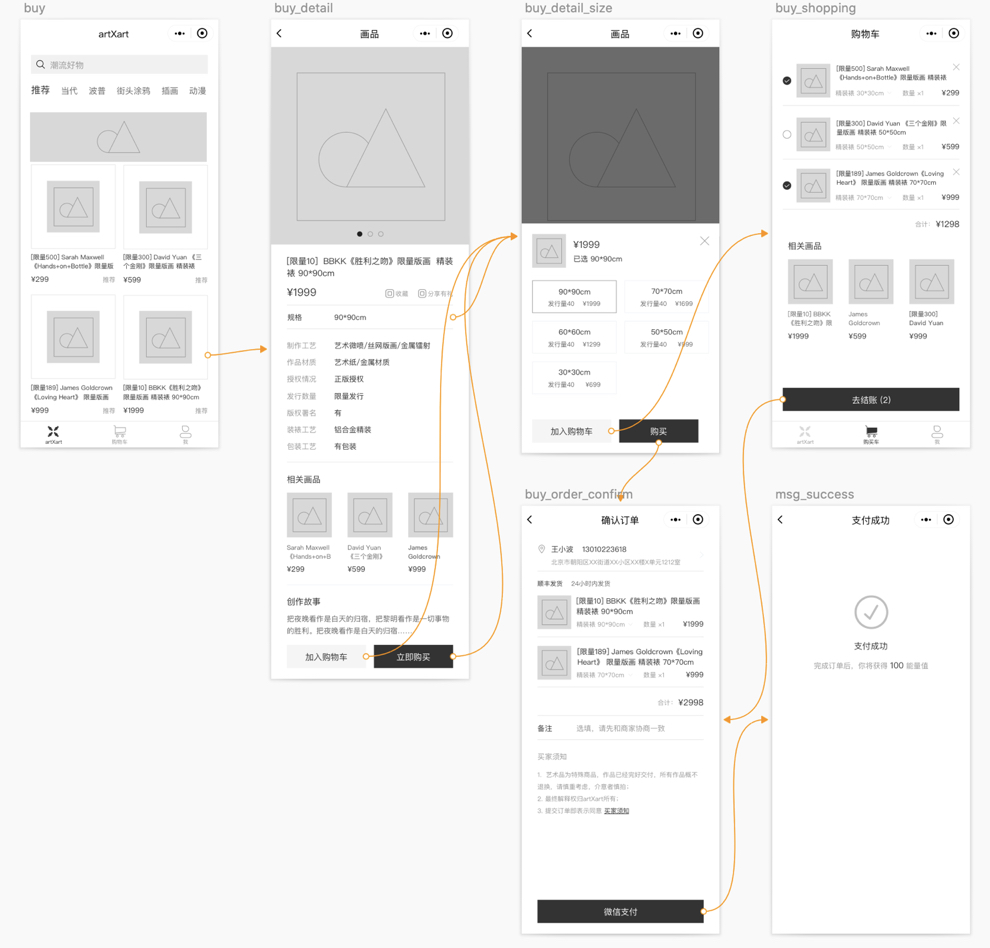 buy
artXart
潮流好物
推荐 当代 波普 街头涂鸦 插画 动漫
[限量500] Sarah Maxwell
《Hands+on+Bottle》限量版
¥299 推荐
[限量300] David Yuan 《三
个金刚》限量版画 精装裱
¥599 推荐
[限量189] James Goldcrown
《Loving Heart》 限量版画
¥999 推荐
[限量10] BBKK《胜利之吻》
限量版画 精装裱 90*90cm
¥1999 推荐
artXart 购物车 我
buy_detail
画品
[限量10] BBKK《胜利之吻》限量版画 精装
裱 90*90cm
¥1999 收藏 分享有礼
规格 90*90cm
制作工艺 艺术微喷/丝网版画/金属镭射
作品材质 艺术纸/金属材质
授权情况 正版授权
发行数量 限量发行
版权署名 有
装裱工艺 铝合金精装
包装工艺 有包装
相关画品
Sarah Maxwell
《Hands+on+B
¥299
David Yuan
《三个金刚》
¥599
James
Goldcrown
¥999
创作故事
把夜晚看作是白天的归宿，把黎明看作是一切事物
的胜利。把夜晚看作是白天的归宿……
加入购物车 立即购买
buy_detail_size
画品
¥1999
已选 90*90cm
90*90cm
发行量40 ¥1999
70*70cm
发行量40 ¥1699
60*60cm
发行量40 ¥1299
50*50cm
发行量40 ¥999
30*30cm
发行量40 ¥699
加入购物车 购买
buy_shopping
购物车
[限量500] Sarah Maxwell
《Hands+on+Bottle》限量版画 精装裱
精装裱 30*30cm 数量 ×1 ¥299
[限量300] David Yuan 《三个金刚》限
量版画 精装裱 50*50cm
精装裱 50*50cm 数量 ×1 ¥599
[限量189] James Goldcrown《Loving
Heart》 限量版画 精装裱 70*70cm
精装裱 70*70cm 数量 ×1 ¥999
合计： ¥1298
相关画品
[限量10] BBKK
《胜利之吻》限
¥1999
James
Goldcrown
¥599
[限量300]
David Yuan
¥999
去结账 (2)
artXart 购买车 我
buy_order_confirm
确认订单
王小波 13010223618
北京市朝阳区XX街道XX小区XX楼X单元1212室
顺丰发货 24小时内发货
[限量10] BBKK《胜利之吻》限量版画
精装裱 90*90cm
精装裱 90*90cm 数量 ×1 ¥1999
[限量189] James Goldcrown《Loving
Heart》 限量版画 精装裱 70*70cm
精装裱 70*70cm 数量 ×1 ¥999
合计： ¥2998
备注 选填，请先和商家协商一致
买家须知
1. 艺术品为特殊商品，作品已经完好交付，所有作品概不
退换，请慎重考虑，介意者慎拍；
2. 最终解释权归artXart所有；
3. 提交订单即表示同意 买家须知
微信支付
msg_success
支付成功
支付成功
完成订单后，你将获得 100 能量值